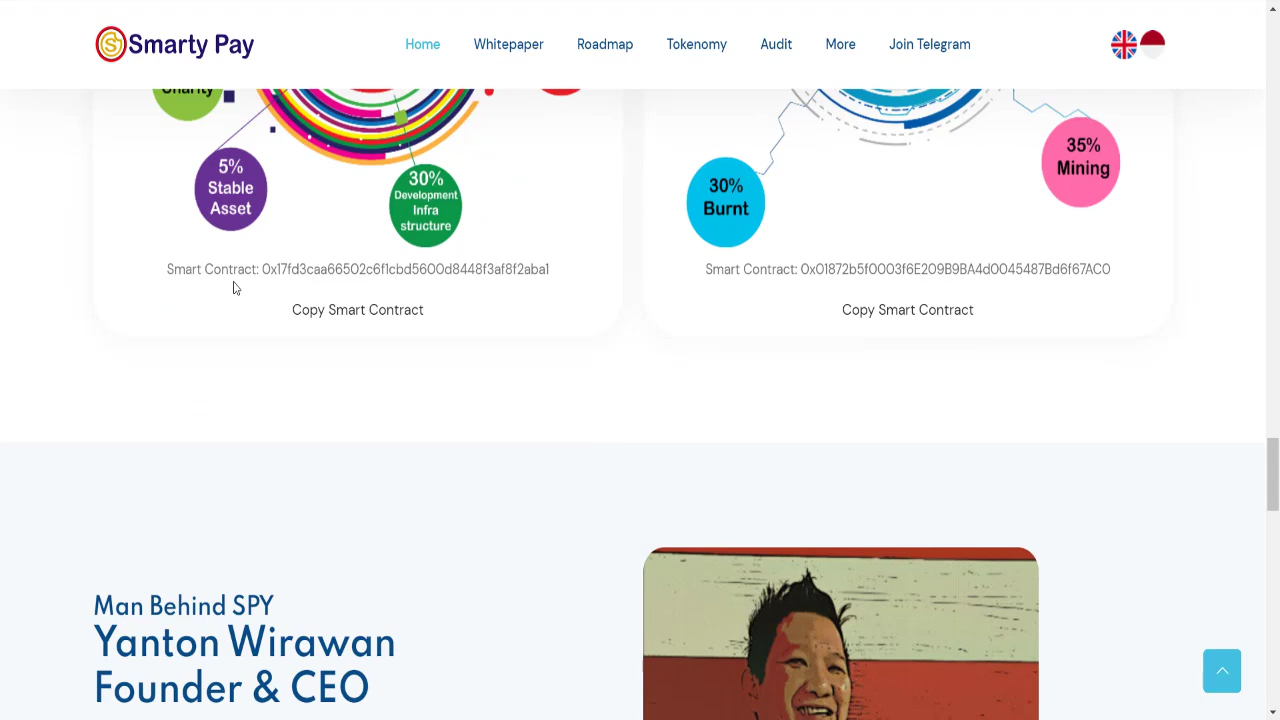 Smarty Pay
Home Whitepaper Roadmap Tokenomy Audit More Join Telegram
Charity
5%
Stable
Asset
30%
Development
Infra
structure
Smart Contract: 0x17fd3caa66502c6f1cbd5600d8448f3af8f2aba1
Copy Smart Contract
30%
Burnt
35%
Mining
Smart Contract: 0x01872b5f0003f6E209B9BA4d0045487Bd6f67AC0
Copy Smart Contract
Man Behind SPY
Yanton Wirawan
Founder & CEO